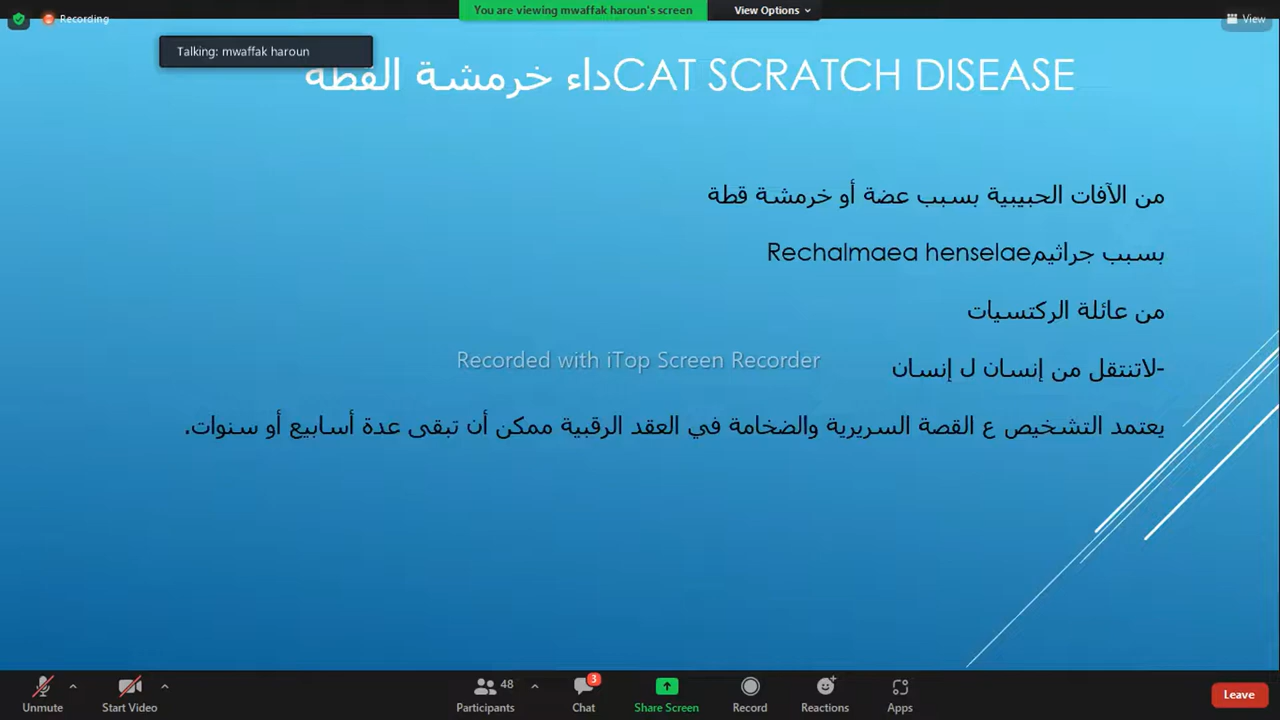 You are viewing mwaffak haroun's screen
View Options
Recording
View
Talking: mwaffak haroun
داء خرمشة القطة CAT SCRATCH DISEASE
من الآفات الحبيبية بسبب عضة أو خرمشة قطة
بسبب جراثيم Rechalmaea henselae
من عائلة الركتسيات
-لاتنتقل من إنسان ل إنسان
Recorded with iTop Screen Recorder
يعتمد التشخيص ع القصة السريرية والضخامة في العقد الرقبية ممكن أن تبقى عدة أسابيع أو سنوات.
Unmute
Start Video
48
Participants
3
Chat
Share Screen
Record
Reactions
Apps
Leave